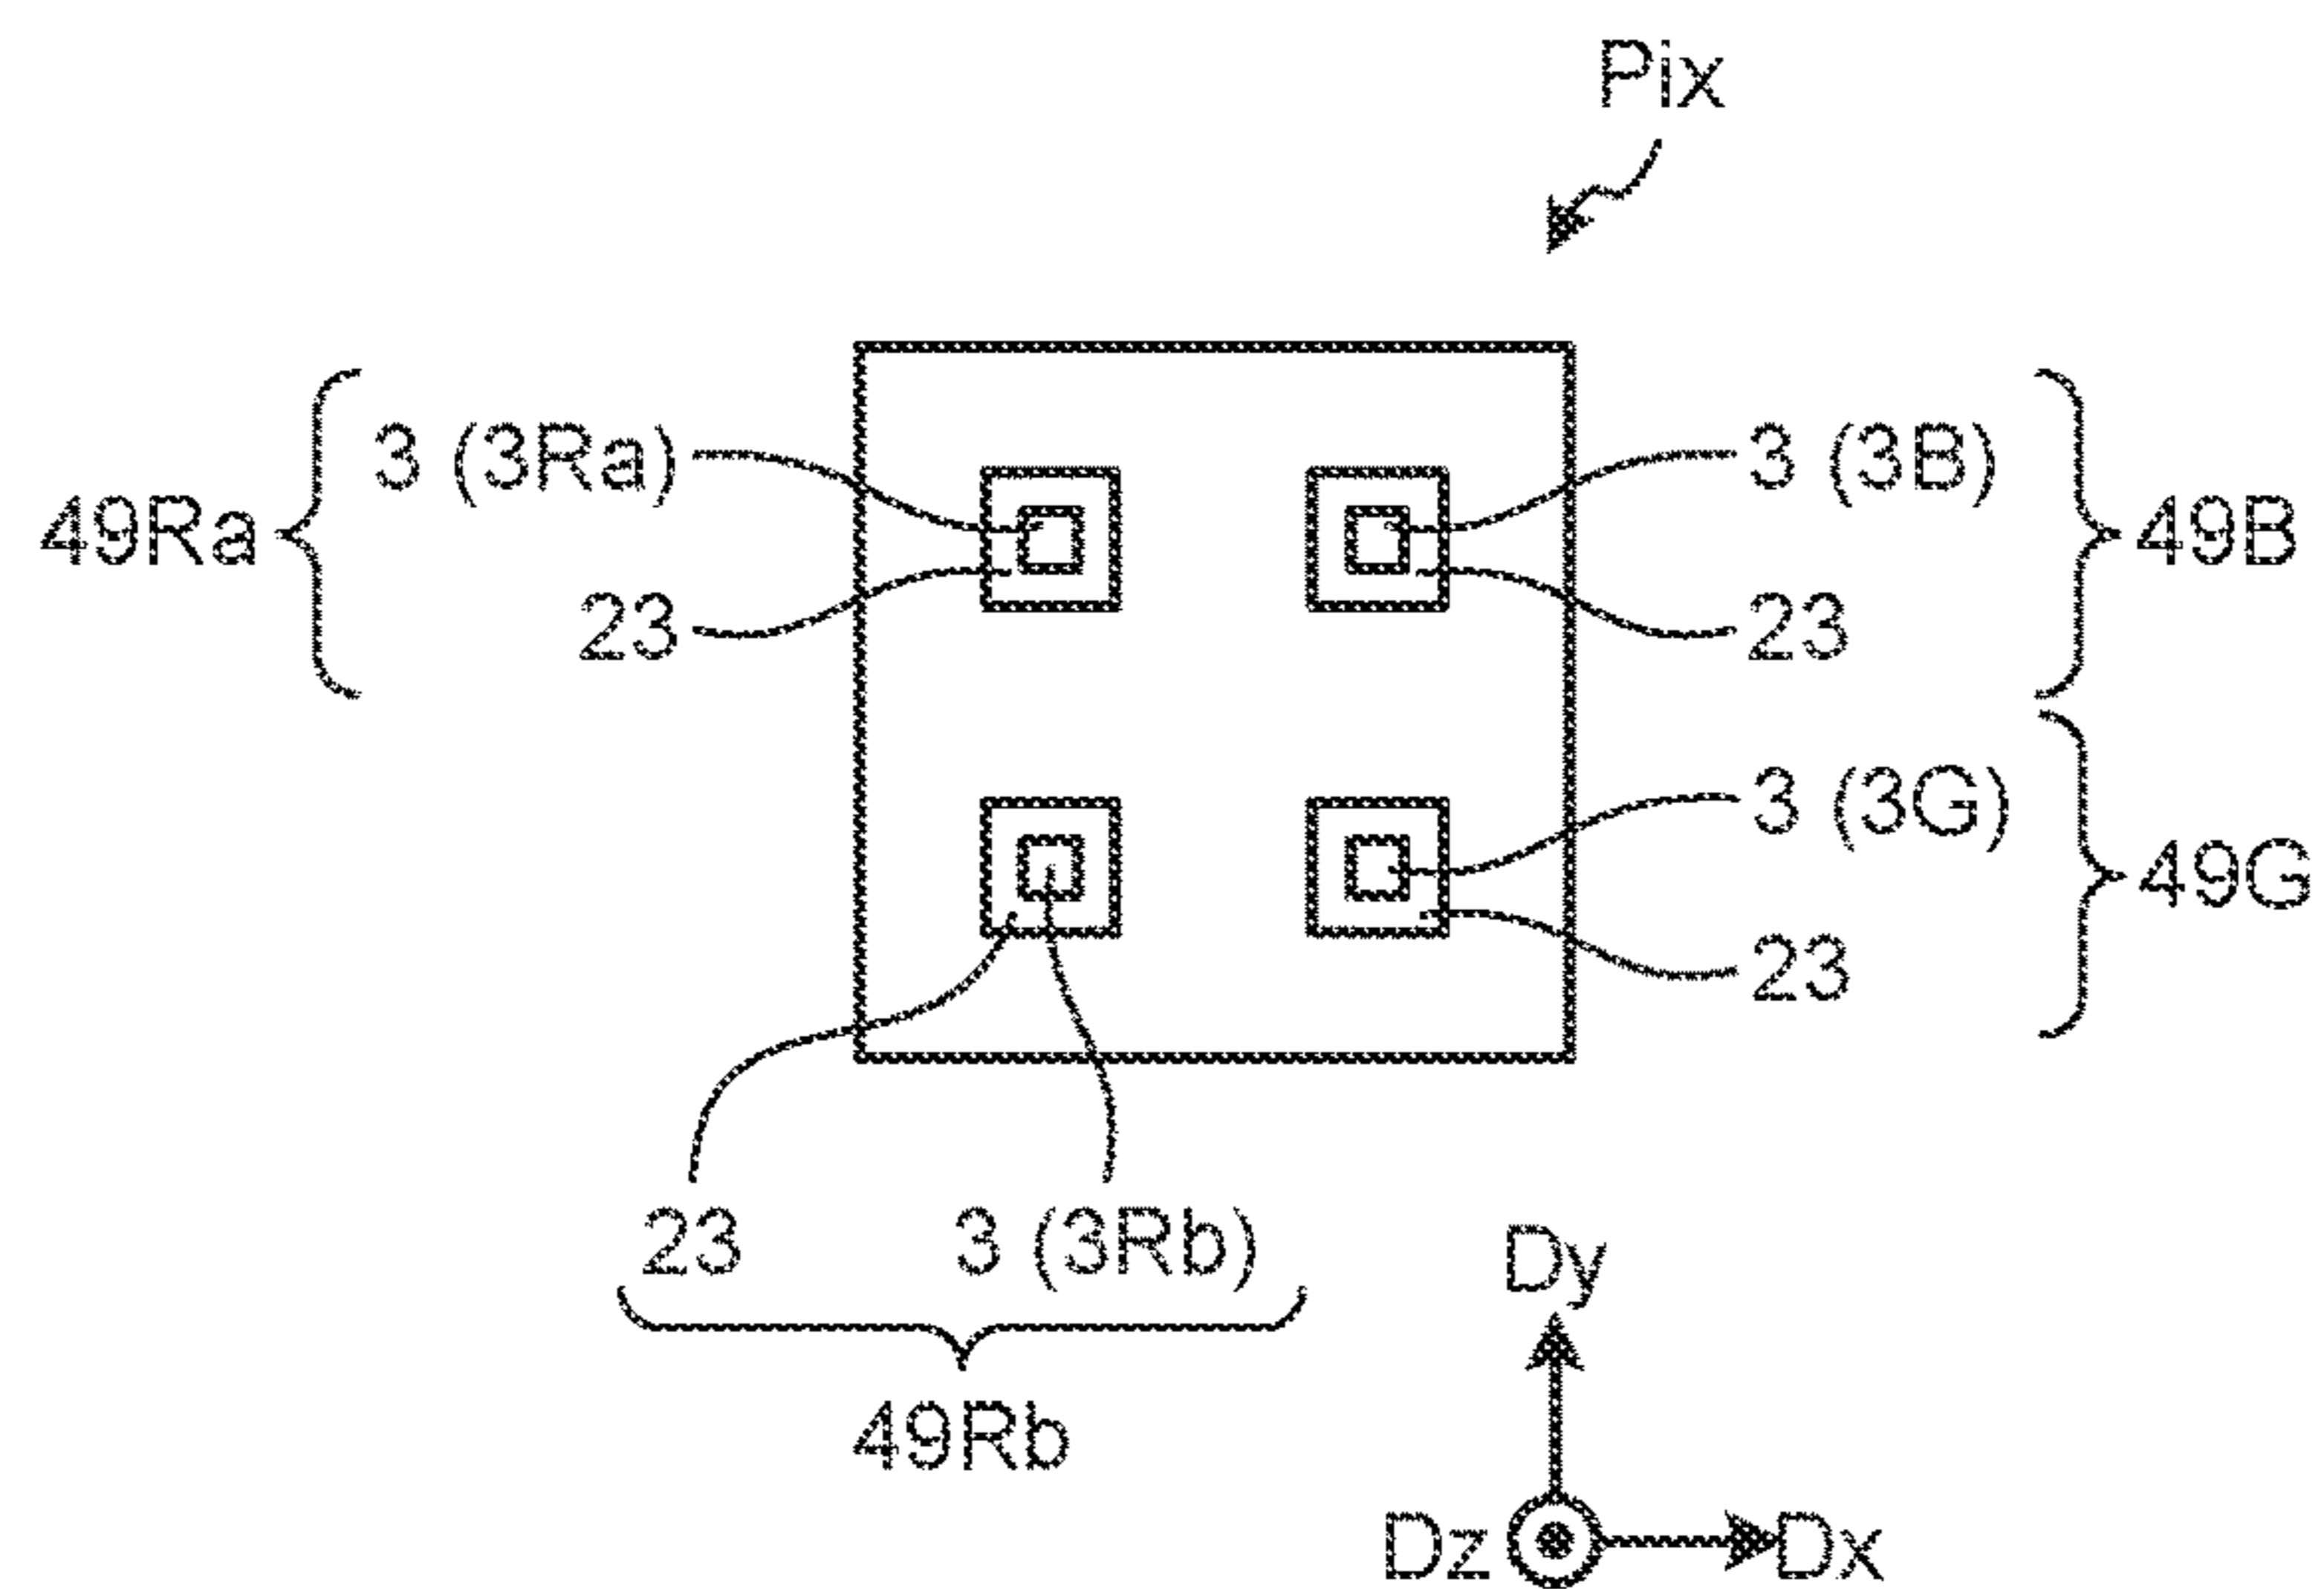 Pix
3 (3Ra)
23
49Ra
3 (3B)
23
49B
3 (3G)
23
49G
23
3 (3Rb)
49Rb
Dy
Dz
Dx